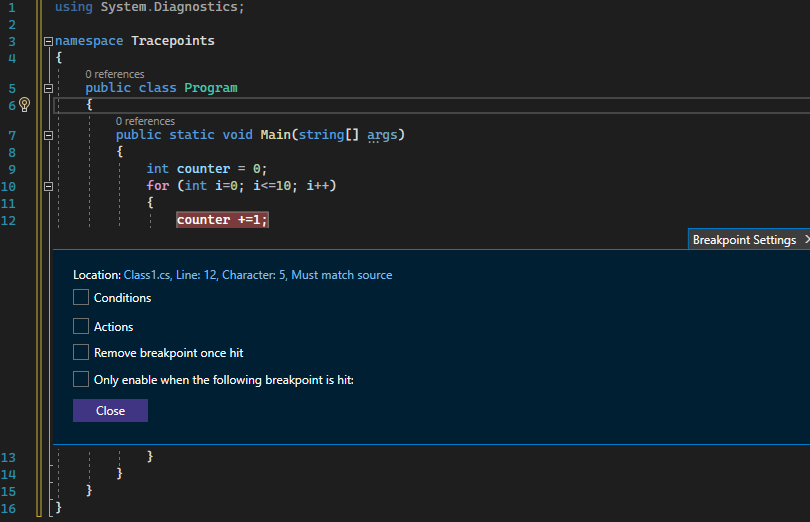 1 using System.Diagnostics;
2
3 namespace Tracepoints
4 {
0 references
5 public class Program
6 {
0 references
7 public static void Main(string[] args)
8 {
9 int counter = 0;
10 for (int i=0; i<=10; i++)
11 {
12 counter +=1;
Breakpoint Settings
Location: Class1.cs, Line: 12, Character: 5, Must match source
Conditions
Actions
Remove breakpoint once hit
Only enable when the following breakpoint is hit:
Close
13 }
14 }
15 }
16 }